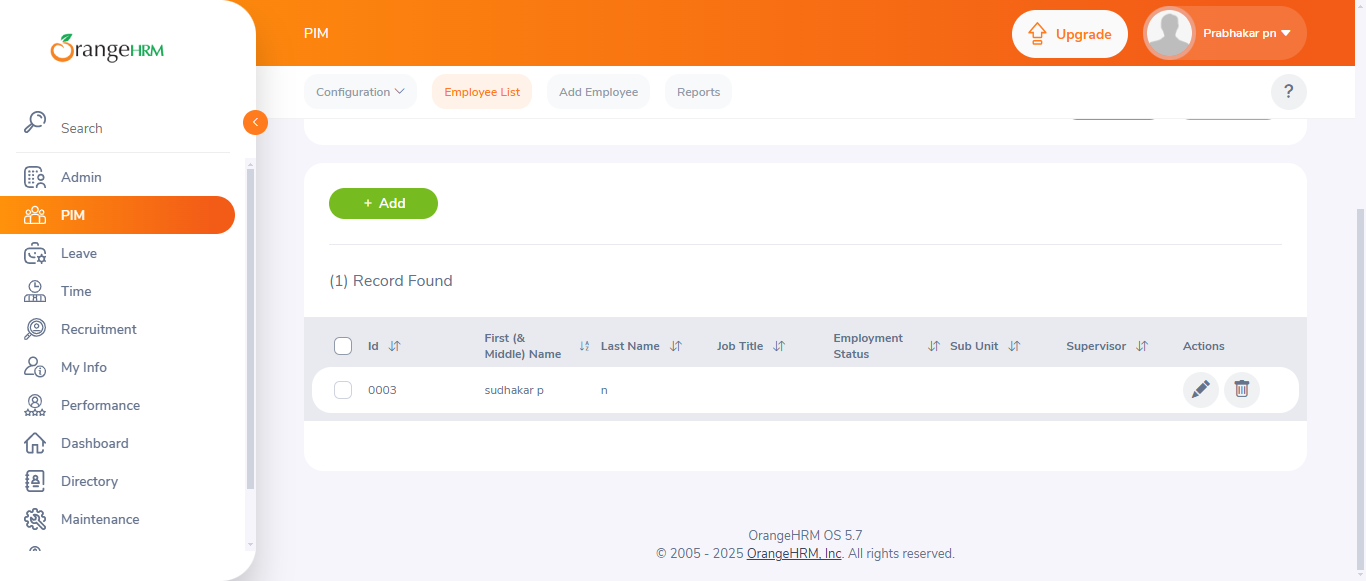 OrangeHRM
PIM
Upgrade
Prabhakar pn
Configuration
Employee List
Add Employee
Reports
?
Search
Admin
PIM
Leave
Time
Recruitment
My Info
Performance
Dashboard
Directory
Maintenance
+ Add
(1) Record Found
Id
First (&
Middle) Name
Last Name
Job Title
Employment
Status
Sub Unit
Supervisor
Actions
0003
sudhakar p
n
OrangeHRM OS 5.7
© 2005 - 2025 OrangeHRM, Inc. All rights reserved.